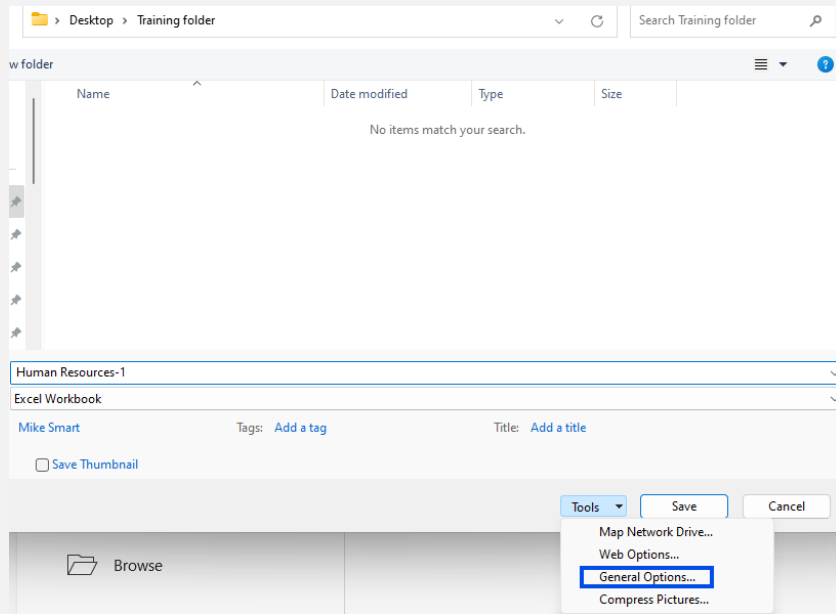 Desktop > Training folder
Search Training folder
w folder
Name Date modified Type Size
No items match your search.
Human Resources-1
Excel Workbook
Mike Smart Tags: Add a tag Title: Add a title
Save Thumbnail
Tools Save Cancel
Map Network Drive...
Web Options...
Browse
General Options...
Compress Pictures...